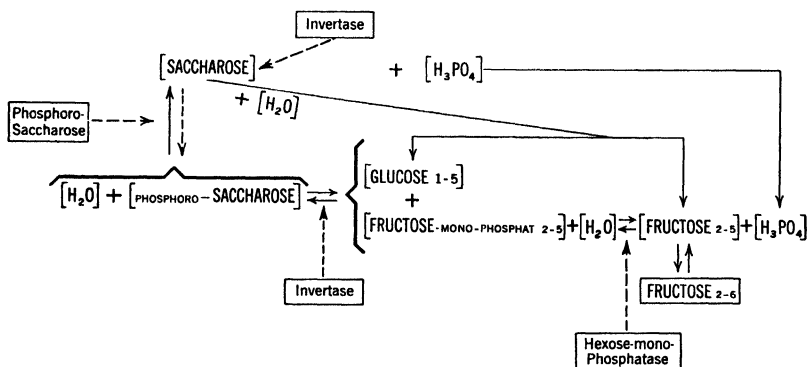 Invertase
[SACCHAROSE] + [H₃PO₄]
+ [H₂O]
Phosphoro-
Saccharose
[H₂O] + [PHOSPHORO-SACCHAROSE]
[GLUCOSE 1-5]
+
[FRUCTOSE-MONO-PHOSPHAT 2-5]+[H₂O] [FRUCTOSE 2-5]+[H₃PO₄]
Invertase
FRUCTOSE 2-6
Hexose-mono-
Phosphatase